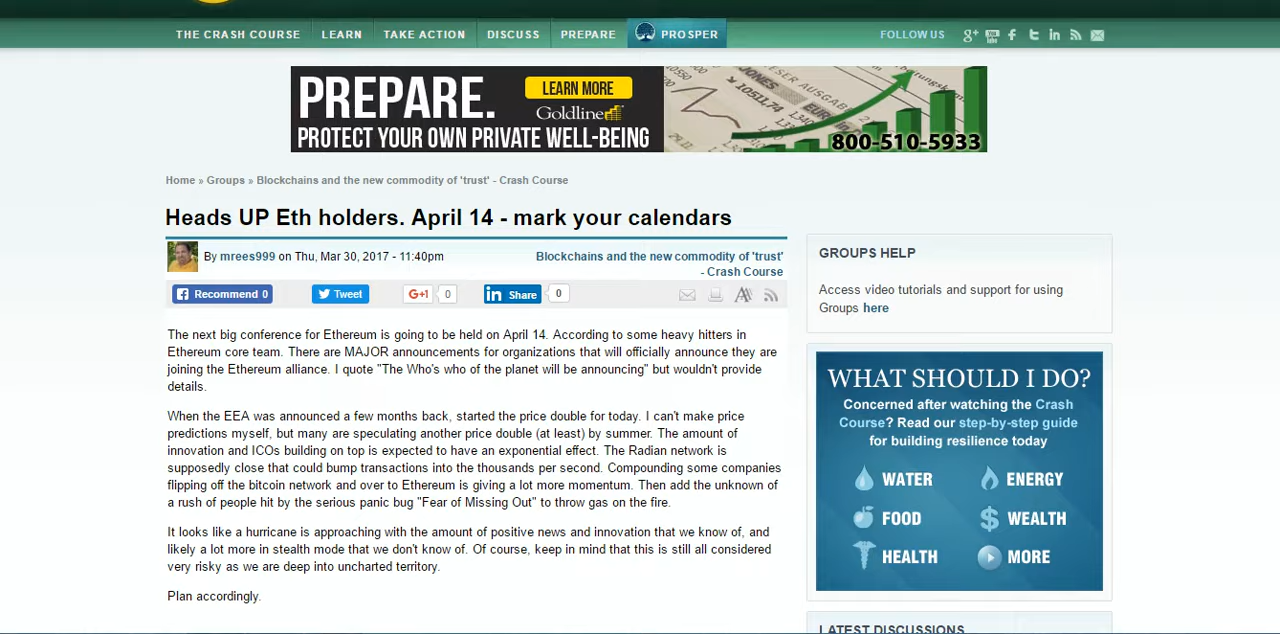 THE CRASH COURSE LEARN TAKE ACTION DISCUSS PREPARE PROSPER FOLLOW US
PREPARE.
LEARN MORE
Goldline
PROTECT YOUR OWN PRIVATE WELL-BEING
800-510-5933
Home » Groups » Blockchains and the new commodity of 'trust' - Crash Course
Heads UP Eth holders. April 14 - mark your calendars
By mrees999 on Thu, Mar 30, 2017 - 11:40pm
Blockchains and the new commodity of 'trust'
- Crash Course
Recommend 0 Tweet G+1 0 in Share 0
The next big conference for Ethereum is going to be held on April 14. According to some heavy hitters in
Ethereum core team. There are MAJOR announcements for organizations that will officially announce they are
joining the Ethereum alliance. I quote "The Who's who of the planet will be announcing" but wouldn't provide
details.
When the EEA was announced a few months back, started the price double for today. I can't make price
predictions myself, but many are speculating another price double (at least) by summer. The amount of
innovation and ICOs building on top is expected to have an exponential effect. The Radian network is
supposedly close that could bump transactions into the thousands per second. Compounding some companies
flipping off the bitcoin network and over to Ethereum is giving a lot more momentum. Then add the unknown of
a rush of people hit by the serious panic bug "Fear of Missing Out" to throw gas on the fire.
It looks like a hurricane is approaching with the amount of positive news and innovation that we know of, and
likely a lot more in stealth mode that we don't know of. Of course, keep in mind that this is still all considered
very risky as we are deep into uncharted territory.
Plan accordingly.
GROUPS HELP
Access video tutorials and support for using
Groups here
WHAT SHOULD I DO?
Concerned after watching the Crash
Course? Read our step-by-step guide
for building resilience today
WATER ENERGY
FOOD WEALTH
HEALTH MORE
LATEST DISCUSSIONS